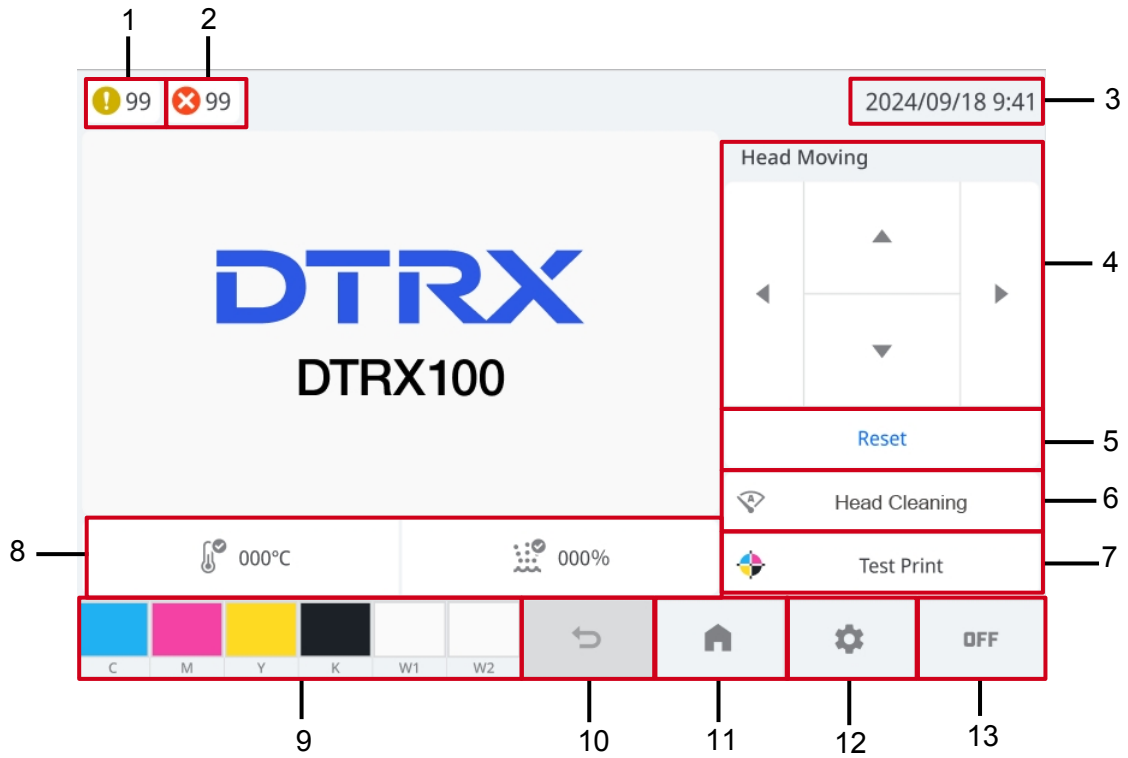 1
2
99
99
2024/09/18 9:41
3
Head Moving
4
DTRX
DTRX100
Reset
5
A
Head Cleaning
6
8
000°C
000%
Test Print
7
OFF
C M Y K W1 W2
9
10
11
12
13